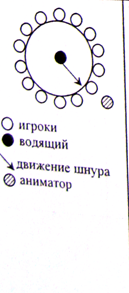 игроки
водящий
движение шнура
аниматор